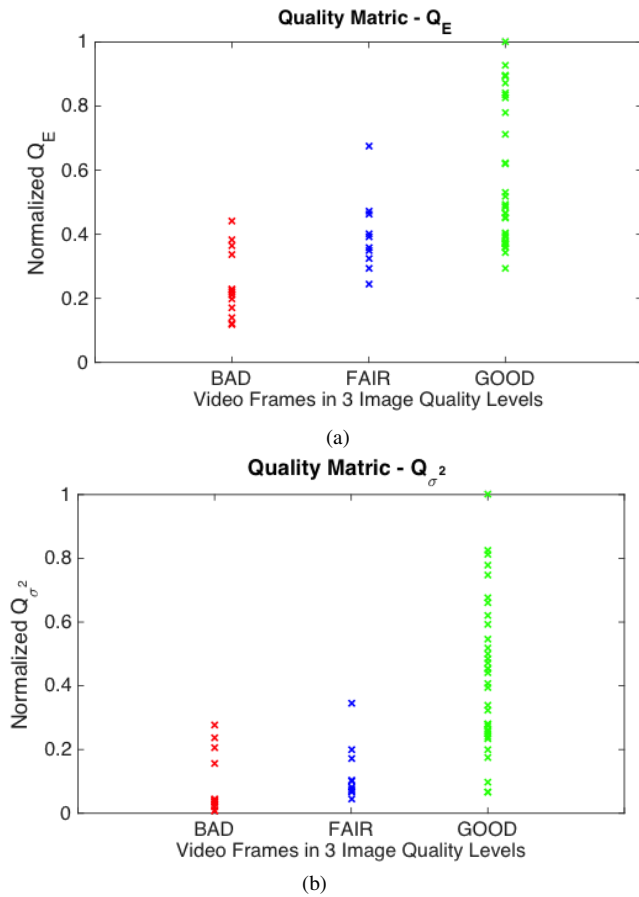 Quality Matric - Q_E
1
0.8
0.6
0.4
0.2
0
Normalized Q_E
BAD FAIR GOOD
Video Frames in 3 Image Quality Levels
(a)
Quality Matric - Q_σ²
1
0.8
0.6
0.4
0.2
0
Normalized Q_σ²
BAD FAIR GOOD
Video Frames in 3 Image Quality Levels
(b)